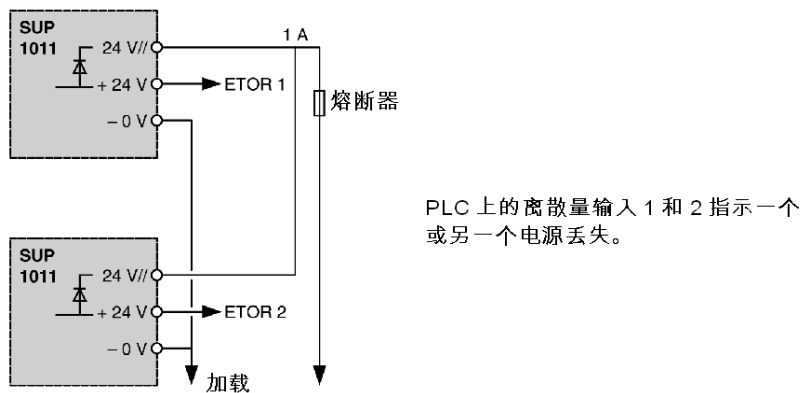 SUP
1011
24 V//
+ 24 V
– 0 V
1 A
ETOR 1
熔断器
PLC 上的离散量输入 1 和 2 指示一个
或另一个电源丢失。
SUP
1011
24 V//
+ 24 V
– 0 V
ETOR 2
加载